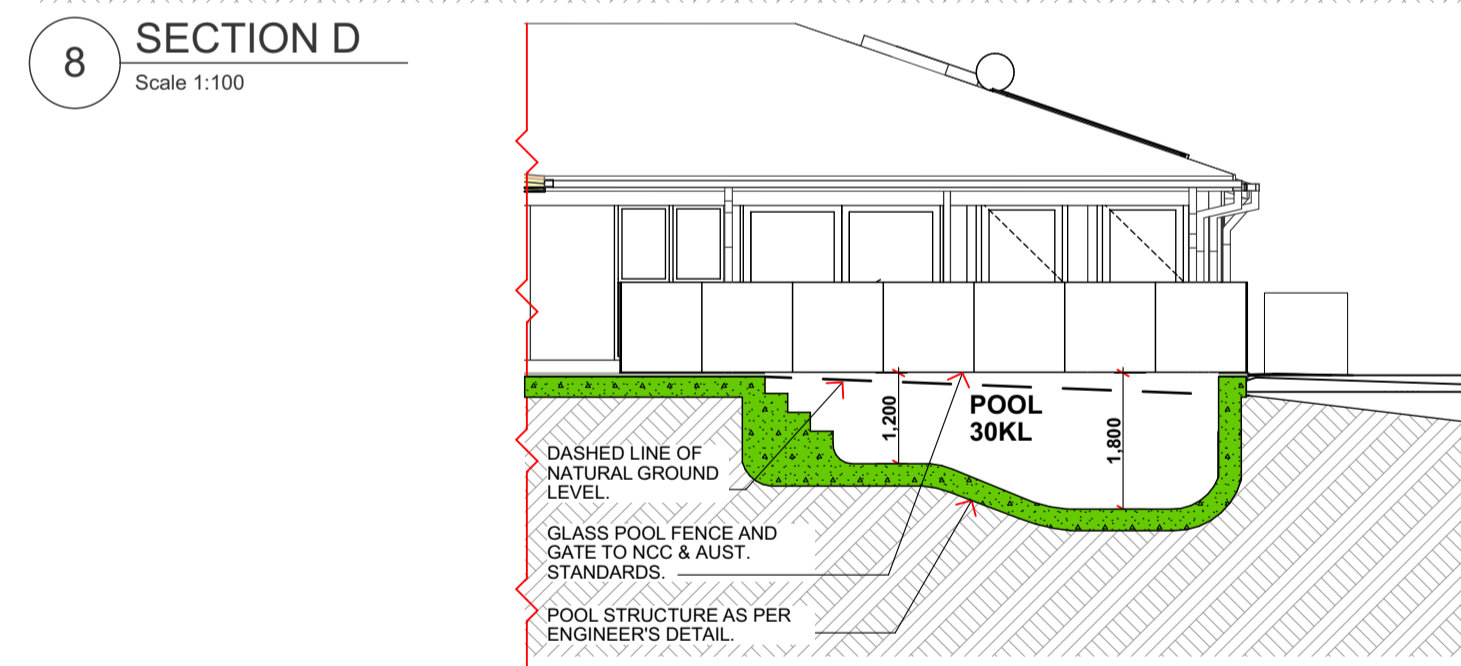 8
SECTION D
Scale 1:100
1,200
POOL
30KL
1,800
DASHED LINE OF
NATURAL GROUND
LEVEL.
GLASS POOL FENCE AND
GATE TO NCC & AUST.
STANDARDS.
POOL STRUCTURE AS PER
ENGINEER'S DETAIL.